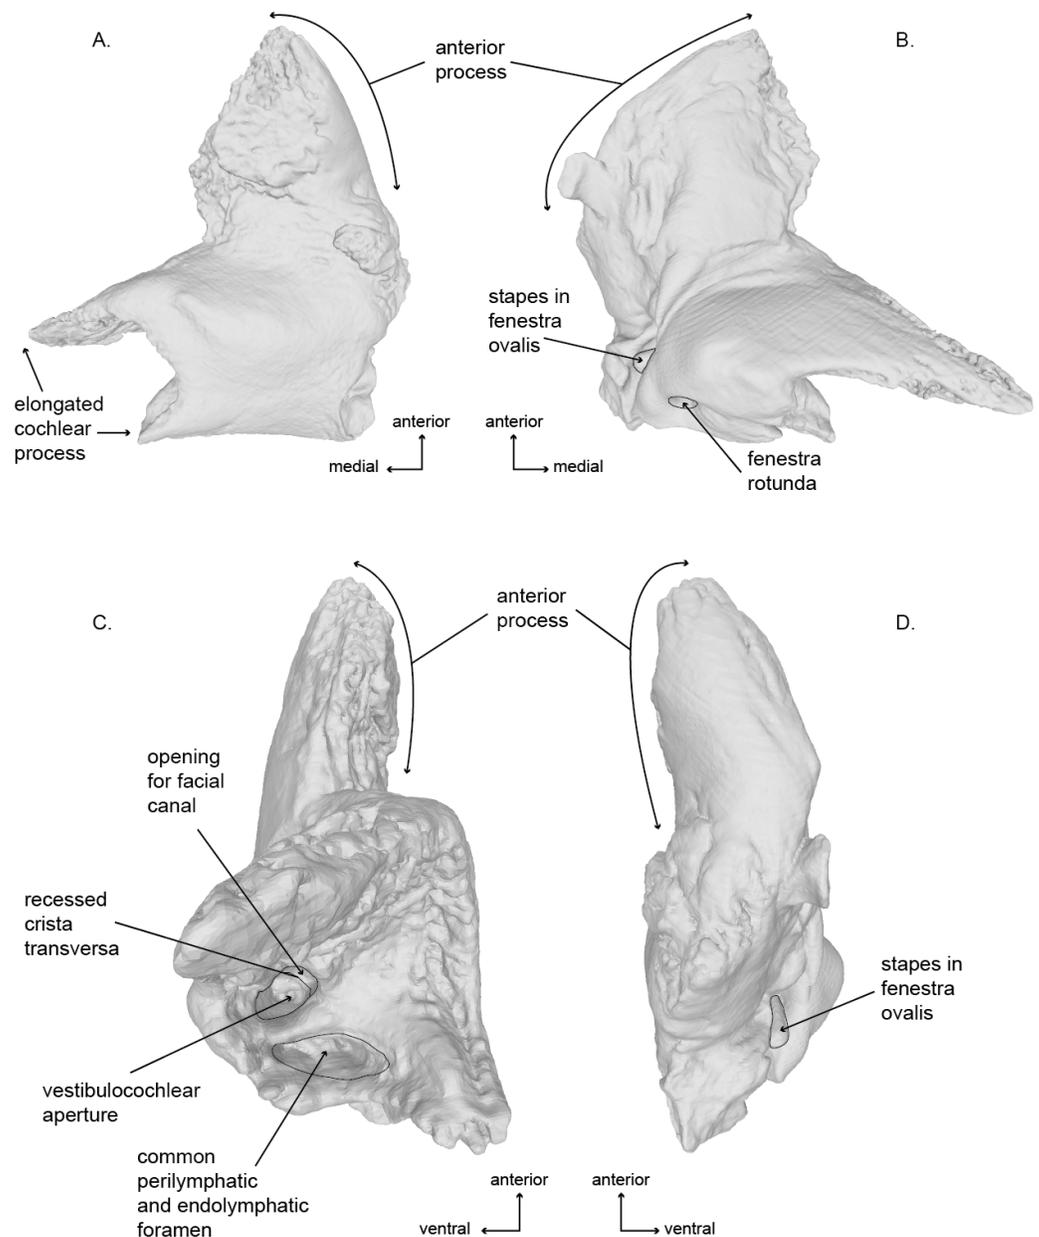 A.
anterior
process
B.
stapes in
fenestra
ovalis
elongated
cochlear
process
anterior
anterior
medial
medial
fenestra
rotunda
C.
anterior
process
D.
opening
for facial
canal
recessed
crista
transversa
stapes in
fenestra
ovalis
vestibulocochlear
aperture
common
perilymphatic
and endolymphatic
foramen
anterior
anterior
ventral
ventral